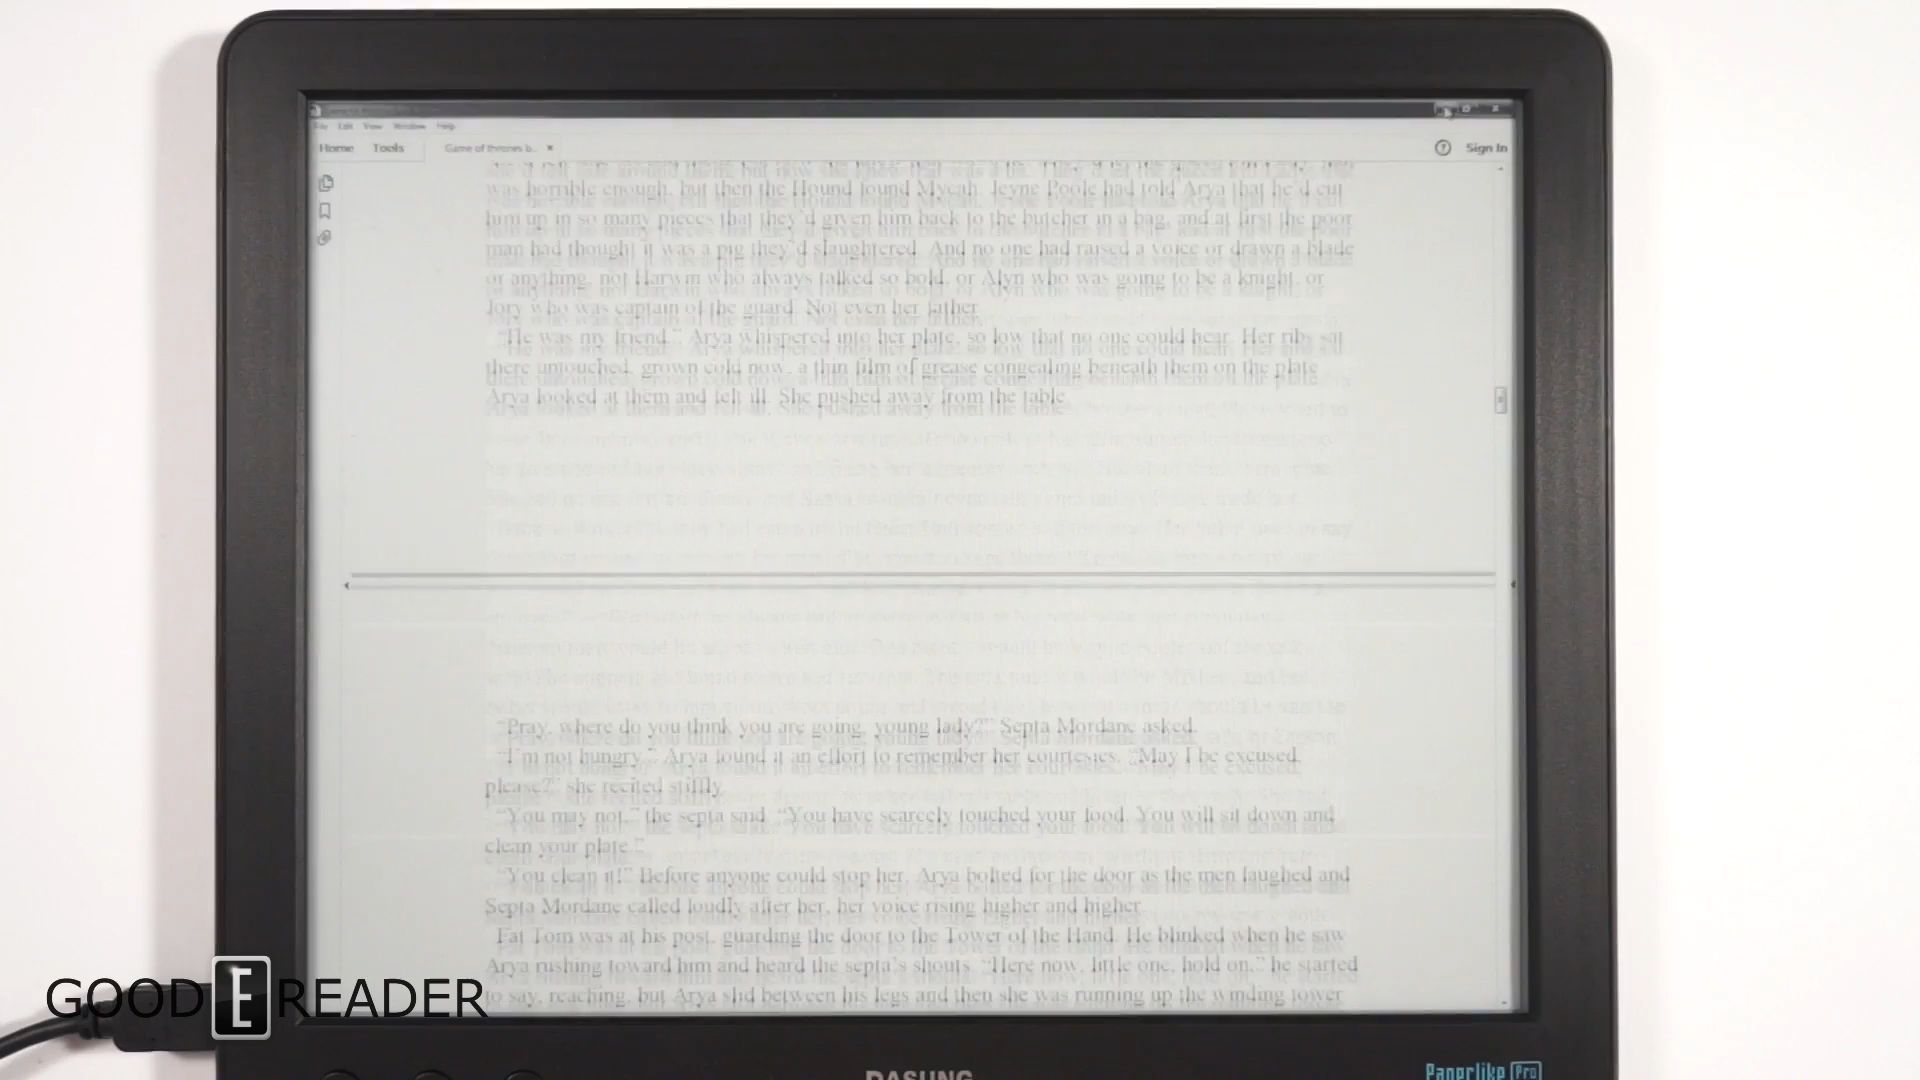 File Edit View Window Help
Home Tools Game of thrones b... Sign In
was horrible enough, but then the Hound found Mycah. Jeyne Poole had told Arya that he'd cut
him up in so many pieces that they'd given him back to the butcher in a bag, and at first the poor
man had thought it was a pig they'd slaughtered. And no one had raised a voice or drawn a blade
or anything, not Harwin who always talked so bold, or Alyn who was going to be a knight, or
Jory who was captain of the guard. Not even her father.
“He was my friend,” Arya whispered into her plate, so low that no one could hear. Her ribs sat
there untouched, grown cold now, a thin film of grease congealing beneath them on the plate.
Arya looked at them and felt ill. She pushed away from the table.
“Pray, where do you think you are going, young lady?” Septa Mordane asked.
“I'm not hungry.” Arya found it an effort to remember her courtesies. “May I be excused,
please?” she recited stiffly.
“You may not,” the septa said. “You have scarcely touched your food. You will sit down and
clean your plate.”
“You clean it!” Before anyone could stop her, Arya bolted for the door as the men laughed and
Septa Mordane called loudly after her, her voice rising higher and higher.
Fat Tom was at his post, guarding the door to the Tower of the Hand. He blinked when he saw
Arya rushing toward him and heard the septa's shouts. “Here now, little one, hold on,” he started
to say, reaching, but Arya slid between his legs and then she was running up the winding tower
GOOD E READER
DASUNG
Paperlike Pro